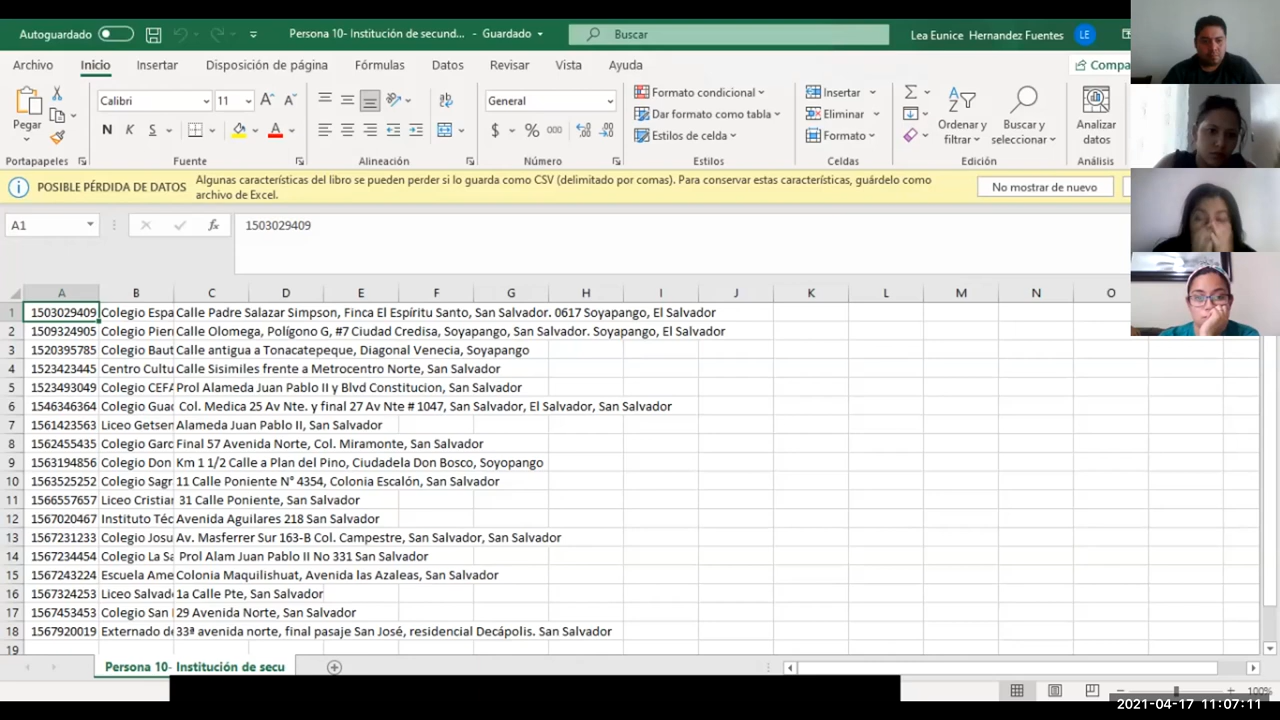 Autoguardado
Persona 10- Institución de secund... - Guardado
Buscar
Lea Eunice Hernandez Fuentes
LE
Archivo Inicio Insertar Disposición de página Fórmulas Datos Revisar Vista Ayuda
Compa
Pegar
Calibri 11
N K S
General
$ % 000
Formato condicional
Dar formato como tabla
Estilos de celda
Insertar
Eliminar
Formato
Ordenar y filtrar
Buscar y seleccionar
Analizar datos
Portapapeles Fuente Alineación Número Estilos Celdas Edición Análisis
POSIBLE PÉRDIDA DE DATOS Algunas características del libro se pueden perder si lo guarda como CSV (delimitado por comas). Para conservar estas características, guárdelo como
archivo de Excel.
No mostrar de nuevo
A1 fx 1503029409
A B C D E F G H I J K L M N O
1 1503029409 Colegio Espa Calle Padre Salazar Simpson, Finca El Espíritu Santo, San Salvador. 0617 Soyapango, El Salvador
2 1509324905 Colegio Pier Calle Olomega, Polígono G, #7 Ciudad Credisa, Soyapango, San Salvador. Soyapango, El Salvador
3 1520395785 Colegio Baut Calle antigua a Tonacatepeque, Diagonal Venecia, Soyapango
4 1523423445 Centro Cultu Calle Sisimiles frente a Metrocentro Norte, San Salvador
5 1523493049 Colegio CEFA Prol Alameda Juan Pablo II y Blvd Constitucion, San Salvador
6 1546346364 Colegio Guad Col. Medica 25 Av Nte. y final 27 Av Nte # 1047, San Salvador, El Salvador, San Salvador
7 1561423563 Liceo Getsen Alameda Juan Pablo II, San Salvador
8 1562455435 Colegio Garc Final 57 Avenida Norte, Col. Miramonte, San Salvador
9 1563194856 Colegio Don Km 1 1/2 Calle a Plan del Pino, Ciudadela Don Bosco, Soyopango
10 1563525252 Colegio Sagr 11 Calle Poniente N° 4354, Colonia Escalón, San Salvador
11 1566557657 Liceo Cristian 31 Calle Poniente, San Salvador
12 1567020467 Instituto Téc Avenida Aguilares 218 San Salvador
13 1567231233 Colegio Josu Av. Masferrer Sur 163-B Col. Campestre, San Salvador, San Salvador
14 1567234454 Colegio La Sa Prol Alam Juan Pablo II No 331 San Salvador
15 1567243224 Escuela Ame Colonia Maquilishuat, Avenida las Azaleas, San Salvador
16 1567324253 Liceo Salvado 1a Calle Pte, San Salvador
17 1567453453 Colegio San 29 Avenida Norte, San Salvador
18 1567920019 Externado de 33ª avenida norte, final pasaje San José, residencial Decápolis. San Salvador
19
Persona 10- Institución de secu
100%
2021-04-17 11:07:11